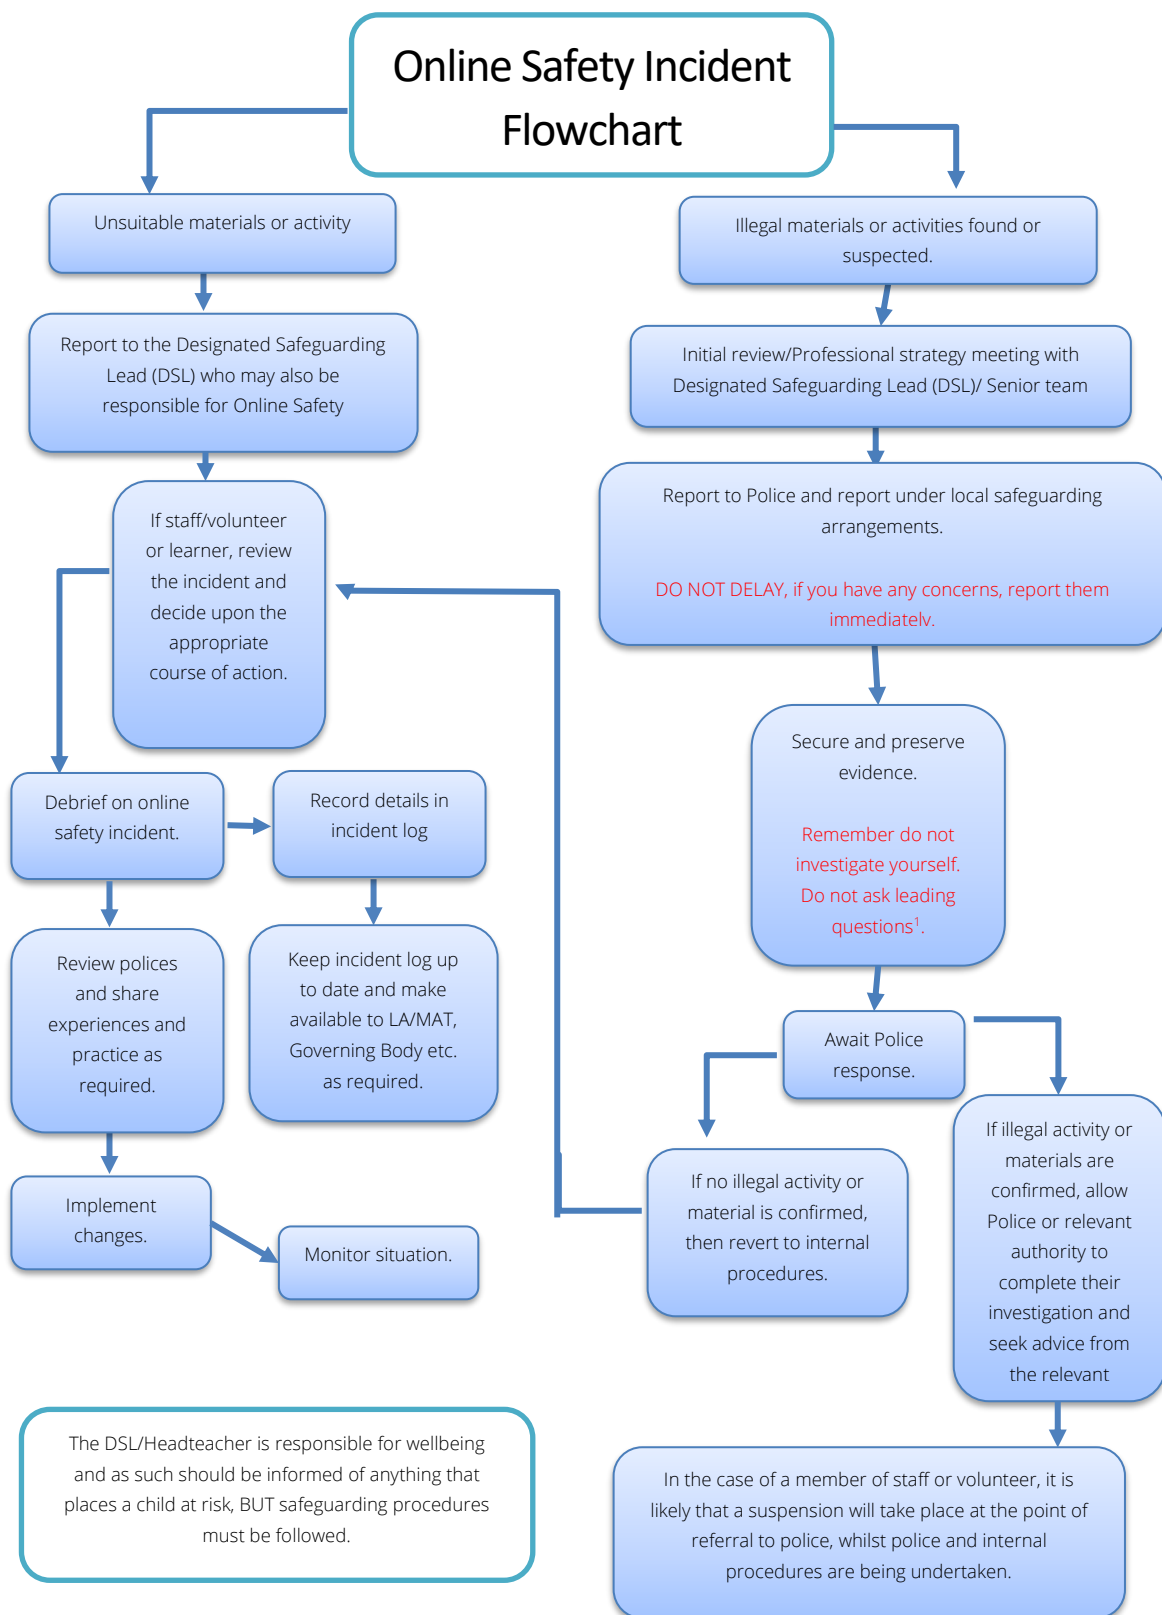 Online Safety Incident
Flowchart
Unsuitable materials or activity
Report to the Designated Safeguarding
Lead (DSL) who may also be
responsible for Online Safety
If staff/volunteer
or learner, review
the incident and
decide upon the
appropriate
course of action.
Debrief on online
safety incident.
Record details in
incident log
Review polices
and share
experiences and
practice as
required.
Keep incident log up
to date and make
available to LA/MAT,
Governing Body etc.
as required.
Implement
changes.
Monitor situation.
Illegal materials or activities found or
suspected.
Initial review/Professional strategy meeting with
Designated Safeguarding Lead (DSL)/ Senior team
Report to Police and report under local safeguarding
arrangements.
DO NOT DELAY, if you have any concerns, report them
immediately.
Secure and preserve
evidence.
Remember do not
investigate yourself.
Do not ask leading
questions¹.
Await Police
response.
If no illegal activity or
material is confirmed,
then revert to internal
procedures.
If illegal activity or
materials are
confirmed, allow
Police or relevant
authority to
complete their
investigation and
seek advice from
the relevant
In the case of a member of staff or volunteer, it is
likely that a suspension will take place at the point of
referral to police, whilst police and internal
procedures are being undertaken.
The DSL/Headteacher is responsible for wellbeing
and as such should be informed of anything that
places a child at risk, BUT safeguarding procedures
must be followed.